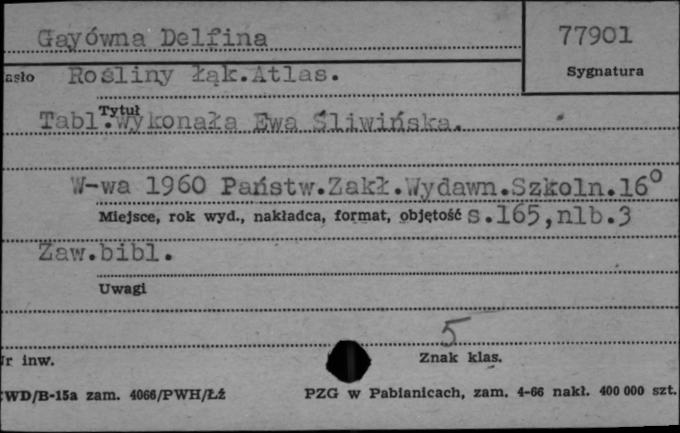 Gayówna Delfina
77901
asło Rośliny łąk.Atlas.
Sygnatura
Tytuł
Tabl.wykonała Ewa Śliwińska.
W-wa 1960 Państw.Zakł.Wydawn.Szkoln.16°
Miejsce, rok wyd., nakładca, format, objętość s.165,nlb.3
Zaw.bibl.
Uwagi
5
r inw.
Znak klas.
WD/B-15a zam. 4066/PWH/Łź
PZG w Pabianicach, zam. 4-66 nakł. 400 000 szt.